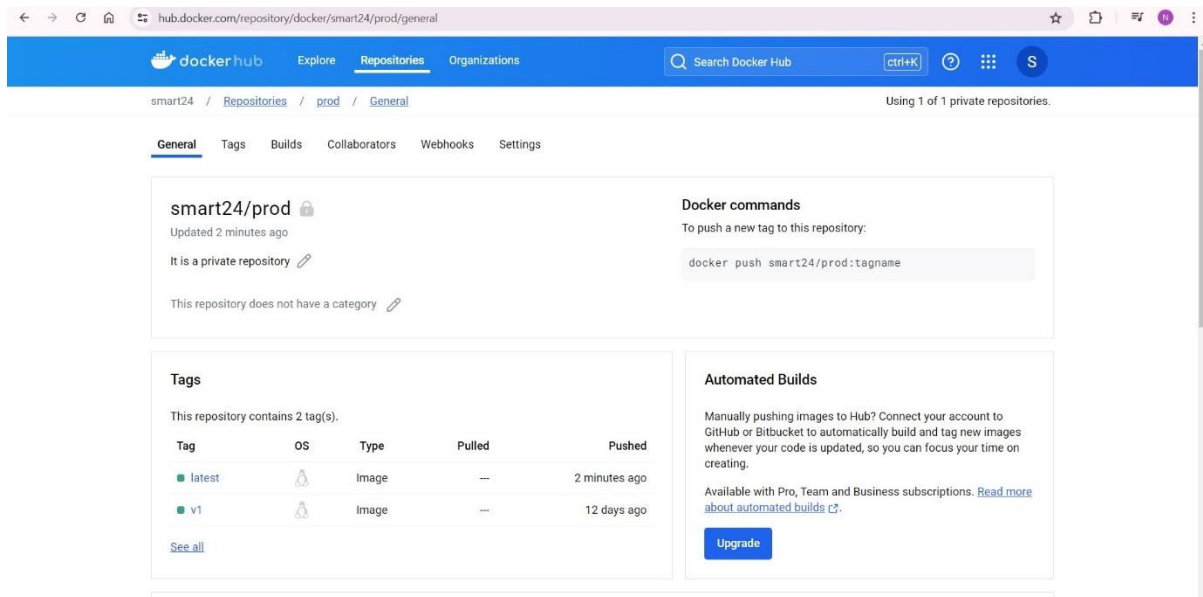 hub.docker.com/repository/docker/smart24/prod/general
N
dockerhub Explore Repositories Organizations Search Docker Hub ctrl+K ? S
smart24 / Repositories / prod / General Using 1 of 1 private repositories.
General Tags Builds Collaborators Webhooks Settings
smart24/prod
Updated 2 minutes ago
It is a private repository
This repository does not have a category
Docker commands
To push a new tag to this repository:
docker push smart24/prod:tagname
Tags
This repository contains 2 tag(s).
Tag OS Type Pulled Pushed
latest Image --- 2 minutes ago
v1 Image --- 12 days ago
See all
Automated Builds
Manually pushing images to Hub? Connect your account to
GitHub or Bitbucket to automatically build and tag new images
whenever your code is updated, so you can focus your time on
creating.
Available with Pro, Team and Business subscriptions. Read more
about automated builds.
Upgrade